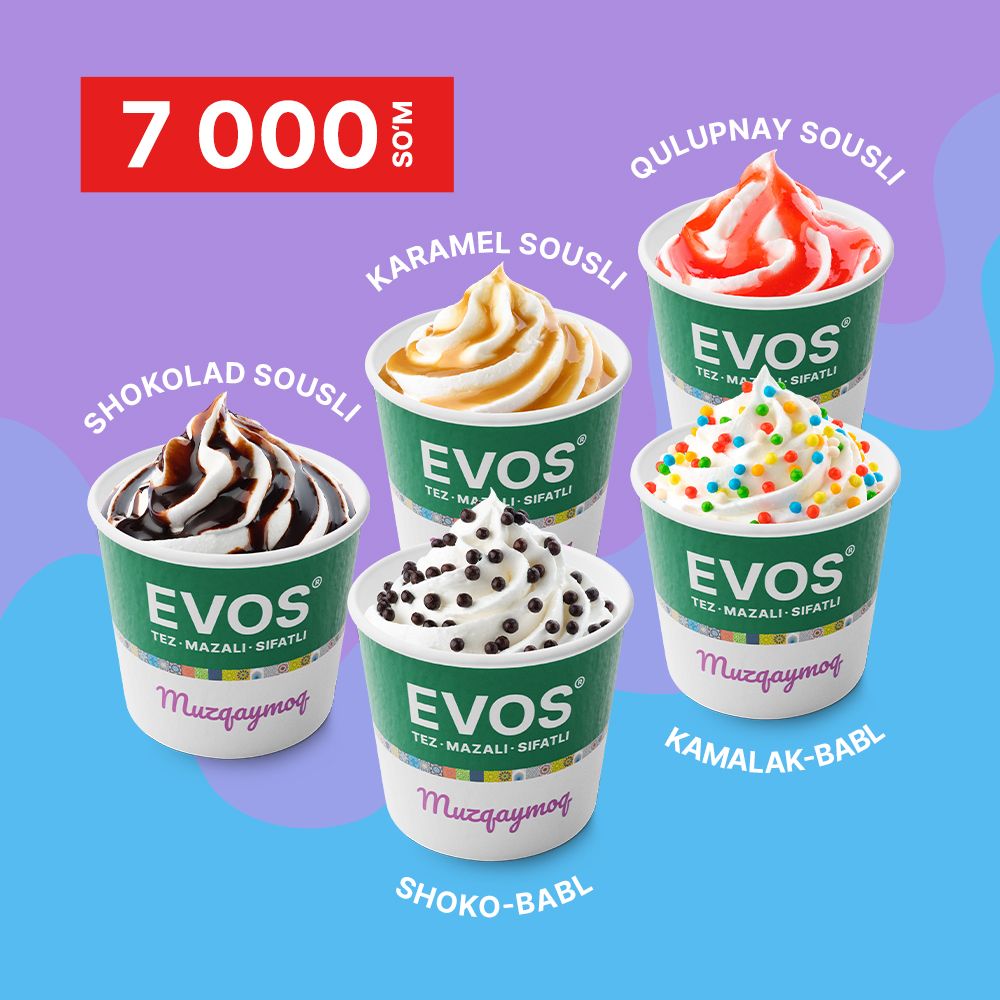 7 000 SO'M
QULUPNAY SOUSLI
KARAMEL SOUSLI
SHOKOLAD SOUSLI
EVOS®
TEZ·MAZALI·SIFATLI
EVOS®
TEZ·MAZALI·SIFATLI
EVOS®
TEZ·MAZALI·SIFATLI
Muzqaymoq
EVOS®
TEZ·MAZALI·SIFATLI
Muzqaymoq
EVOS®
TEZ·MAZALI·SIFATLI
Muzqaymoq
KAMALAK-BABL
SHOKO-BABL